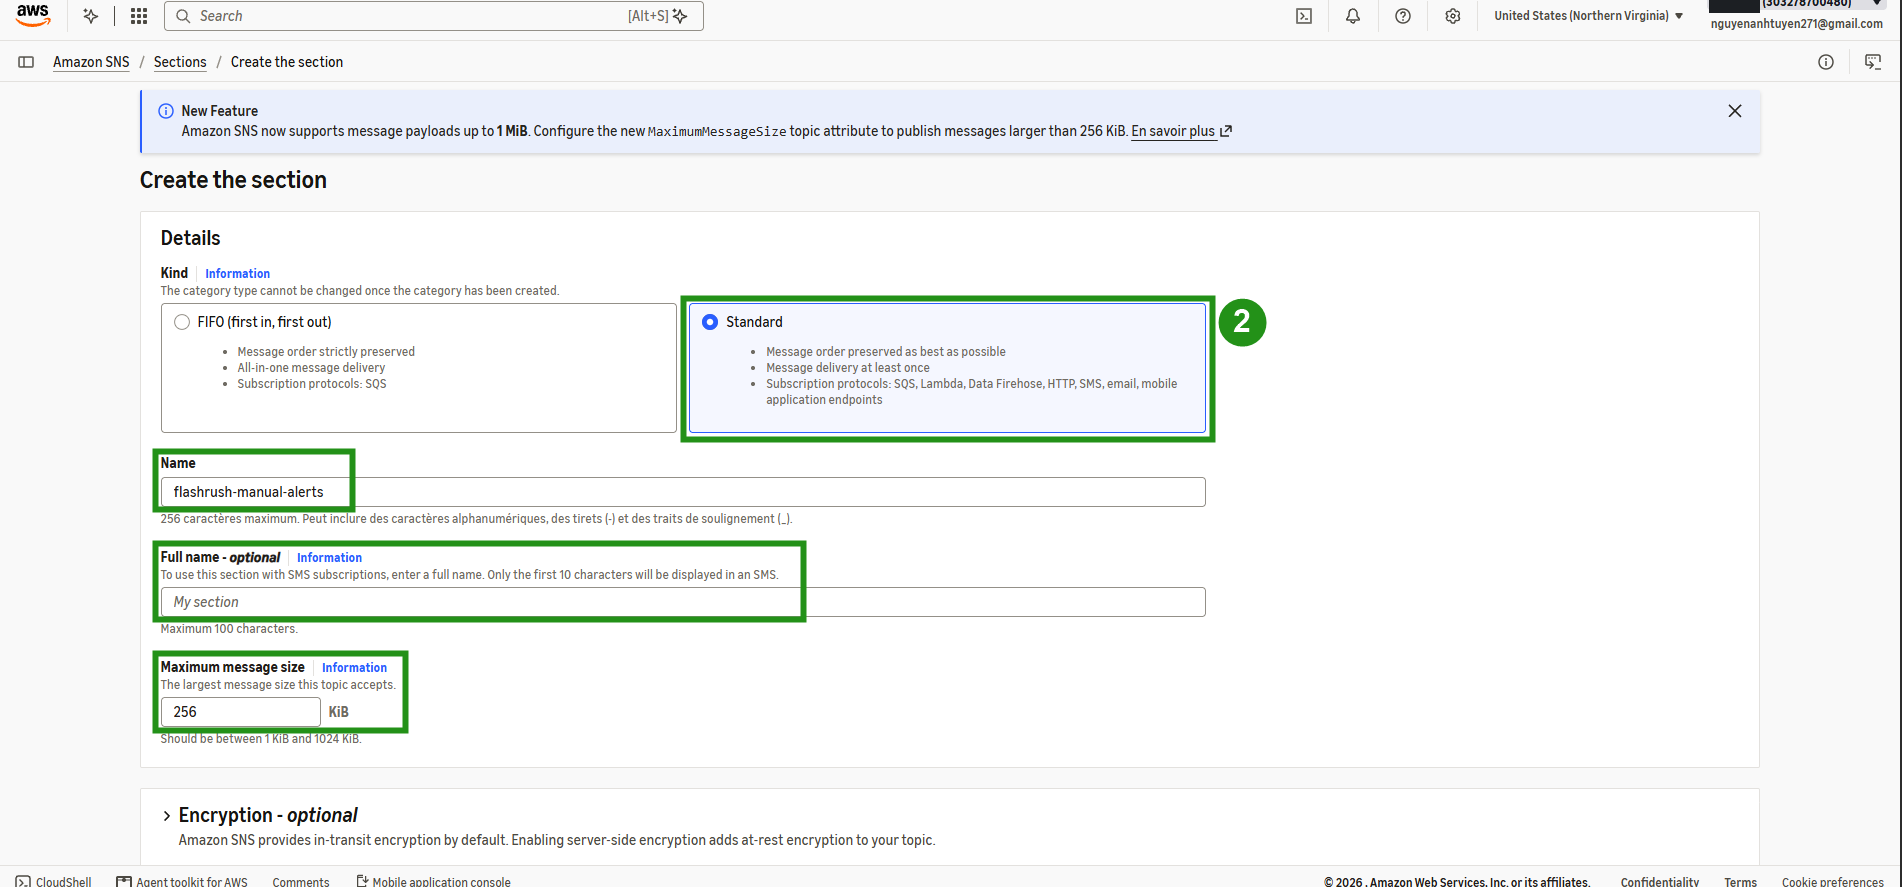 aws
Search
[Alt+S]
United States (Northern Virginia)
(303278700480)
nguyenanhtuyen271@gmail.com
Amazon SNS / Sections / Create the section
New Feature
Amazon SNS now supports message payloads up to 1 MiB. Configure the new MaximumMessageSize topic attribute to publish messages larger than 256 KiB. En savoir plus
Create the section
Details
Kind Information
The category type cannot be changed once the category has been created.
FIFO (first in, first out)
• Message order strictly preserved
• All-in-one message delivery
• Subscription protocols: SQS
Standard
• Message order preserved as best as possible
• Message delivery at least once
• Subscription protocols: SQS, Lambda, Data Firehose, HTTP, SMS, email, mobile
application endpoints
2
Name
flashrush-manual-alerts
256 caractères maximum. Peut inclure des caractères alphanumériques, des tirets (-) et des traits de soulignement (_).
Full name - optional Information
To use this section with SMS subscriptions, enter a full name. Only the first 10 characters will be displayed in an SMS.
My section
Maximum 100 characters.
Maximum message size Information
The largest message size this topic accepts.
256 KiB
Should be between 1 KiB and 1024 KiB.
Encryption - optional
Amazon SNS provides in-transit encryption by default. Enabling server-side encryption adds at-rest encryption to your topic.
CloudShell
Agent toolkit for AWS
Comments
Mobile application console
© 2026 , Amazon Web Services, Inc. or its affiliates.
Confidentiality
Terms
Cookie preferences